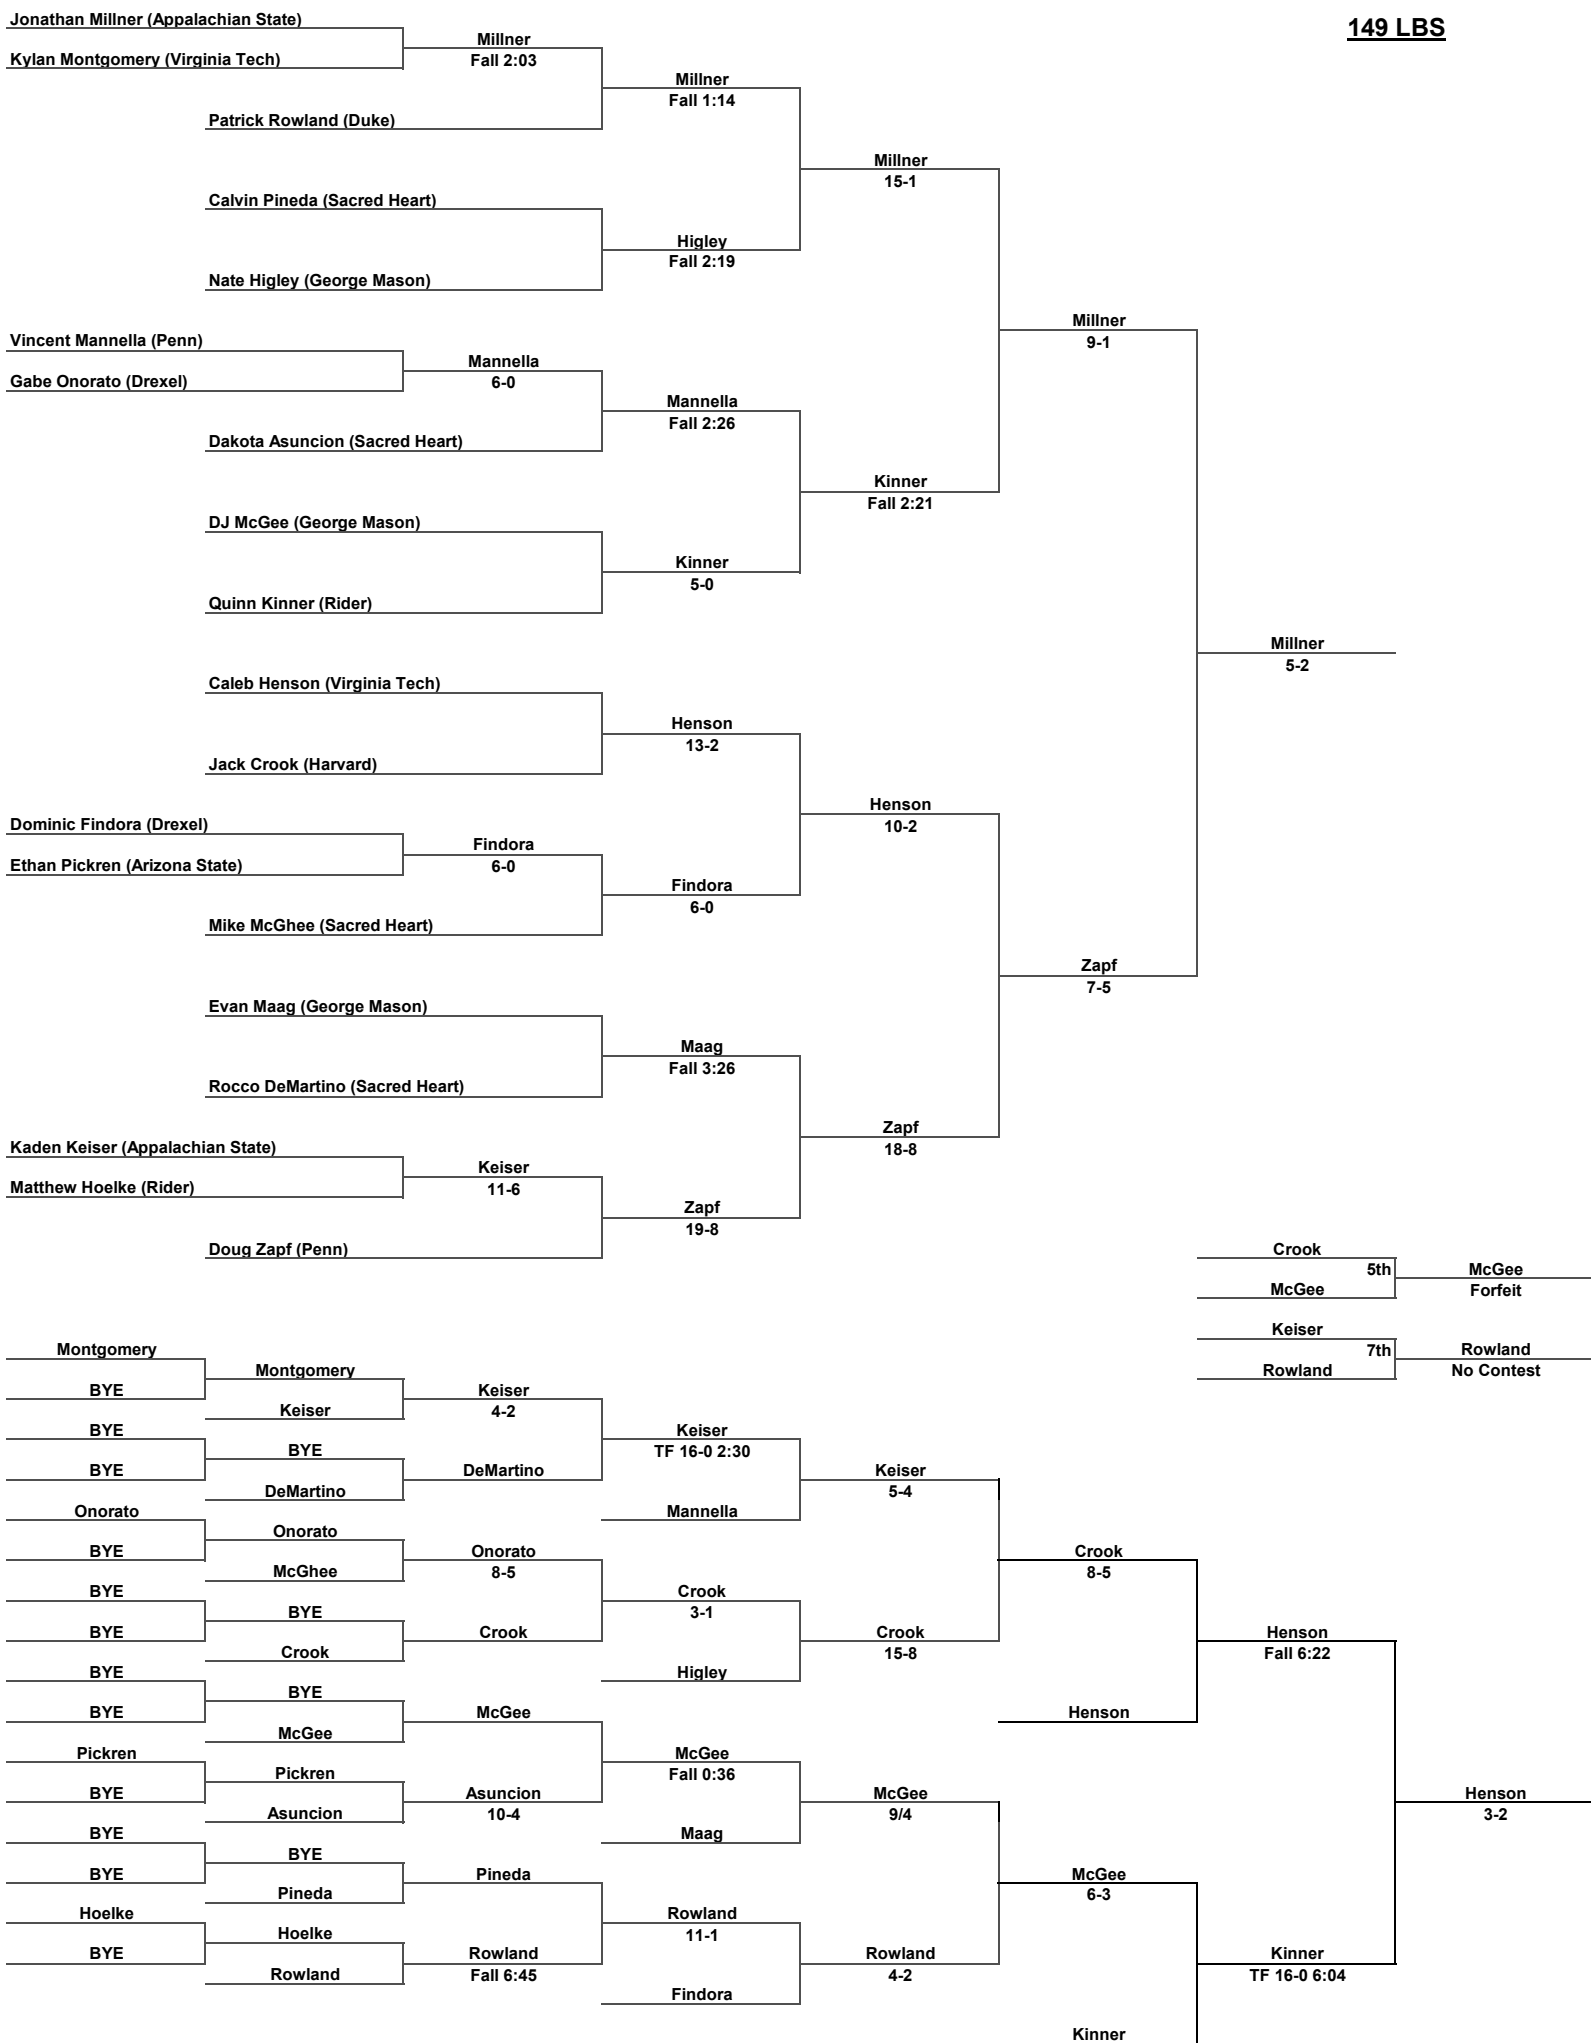 149 LBS
Jonathan Millner (Appalachian State)
Millner
Kylan Montgomery (Virginia Tech)
Fall 2:03
Millner
Fall 1:14
Patrick Rowland (Duke)
Millner
15-1
Calvin Pineda (Sacred Heart)
Higley
Fall 2:19
Nate Higley (George Mason)
Millner
9-1
Vincent Mannella (Penn)
Mannella
6-0
Gabe Onorato (Drexel)
Mannella
Fall 2:26
Dakota Asuncion (Sacred Heart)
Kinner
Fall 2:21
DJ McGee (George Mason)
Kinner
5-0
Quinn Kinner (Rider)
Millner
5-2
Caleb Henson (Virginia Tech)
Henson
13-2
Jack Crook (Harvard)
Henson
10-2
Dominic Findora (Drexel)
Findora
6-0
Ethan Pickren (Arizona State)
Findora
6-0
Mike McGhee (Sacred Heart)
Zapf
7-5
Evan Maag (George Mason)
Maag
Fall 3:26
Rocco DeMartino (Sacred Heart)
Zapf
18-8
Kaden Keiser (Appalachian State)
Keiser
11-6
Matthew Hoelke (Rider)
Zapf
19-8
Doug Zapf (Penn)
Crook
5th
McGee
McGee
Forfeit
Keiser
7th
Rowland
Rowland
No Contest
Montgomery
Montgomery
BYE
Keiser
4-2
Keiser
BYE
Keiser
TF 16-0 2:30
BYE
BYE
DeMartino
Keiser
5-4
DeMartino
Onorato
Mannella
Onorato
BYE
Onorato
8-5
McGhee
Crook
8-5
BYE
Crook
3-1
BYE
BYE
Crook
Crook
15-8
Henson
Fall 6:22
Crook
BYE
Higley
BYE
BYE
McGee
Henson
McGee
Pickren
McGee
Fall 0:36
Pickren
BYE
Asuncion
10-4
McGee
9/4
Henson
3-2
Asuncion
BYE
Maag
BYE
BYE
Pineda
McGee
6-3
Pineda
Hoelke
Rowland
11-1
Hoelke
BYE
Rowland
Fall 6:45
Rowland
4-2
Kinner
TF 16-0 6:04
Rowland
Findora
Kinner